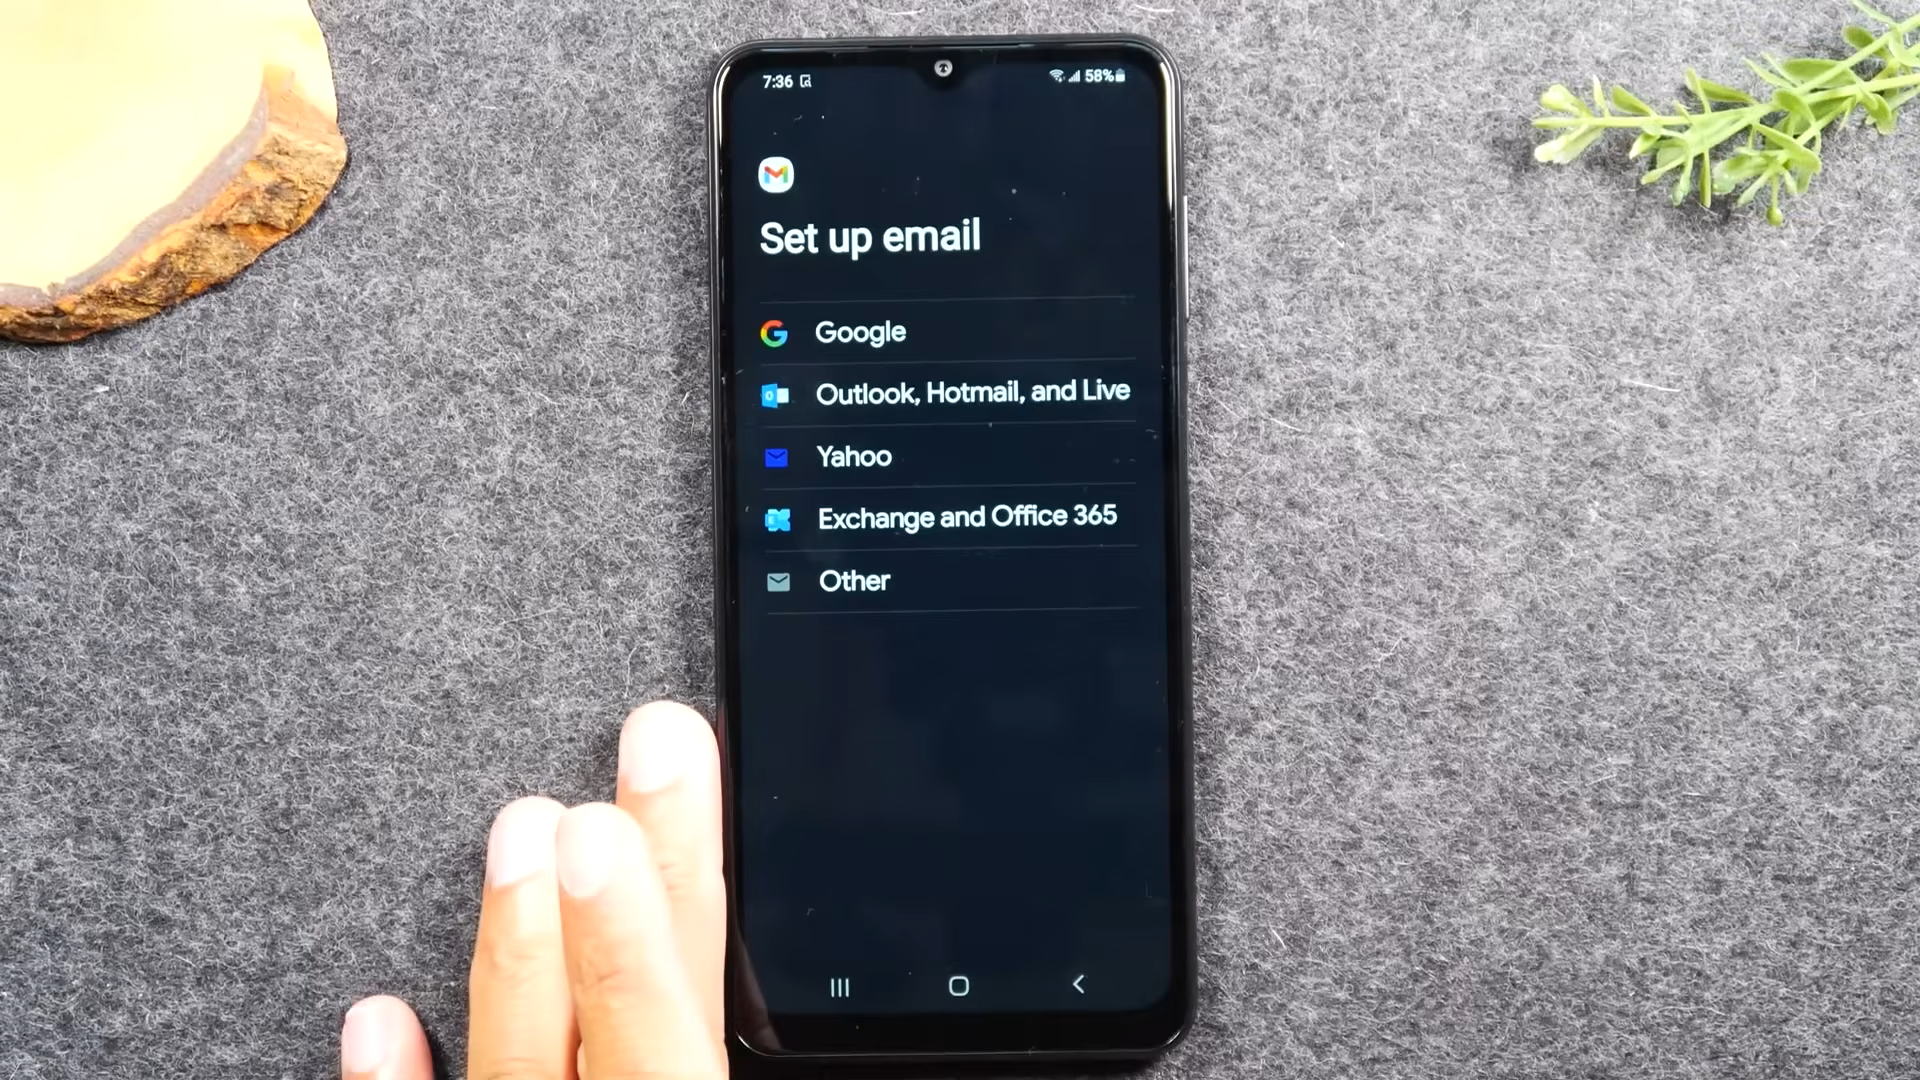 7:36 58%
Set up email
Google
Outlook, Hotmail, and Live
Yahoo
Exchange and Office 365
Other